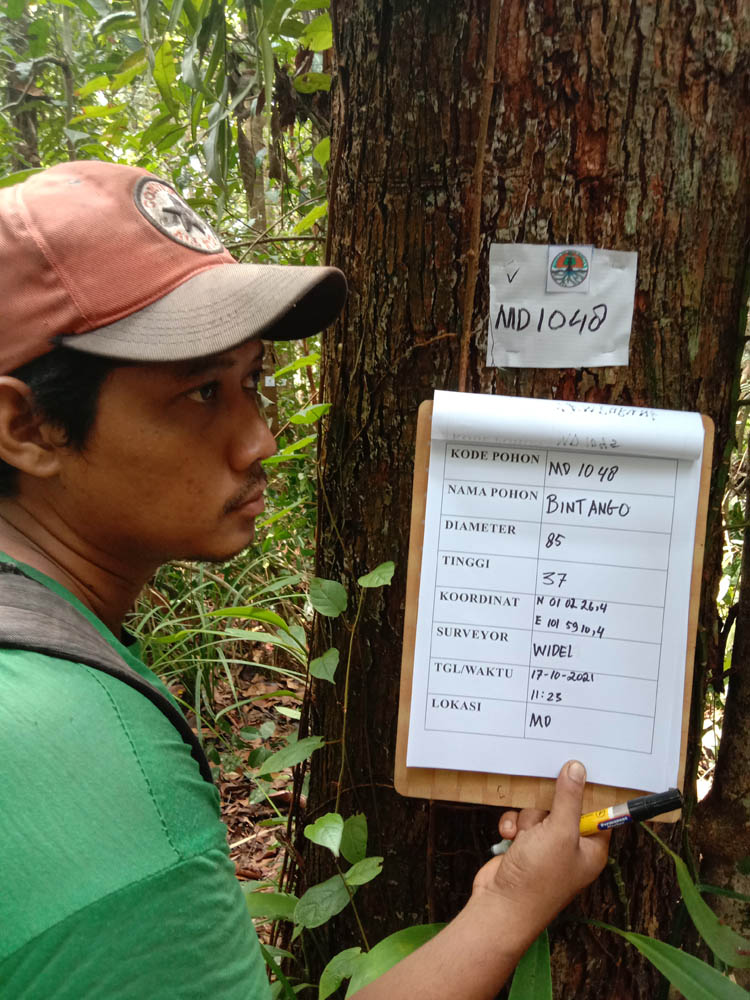 MD1048
KODE POHON MD 1048
NAMA POHON BINTANGO
DIAMETER 85
TINGGI 37
KOORDINAT N 01 02 26,4
E 101 59 10,4
SURVEYOR WIDEL
TGL/WAKTU 17-10-2021
11:23
LOKASI MD